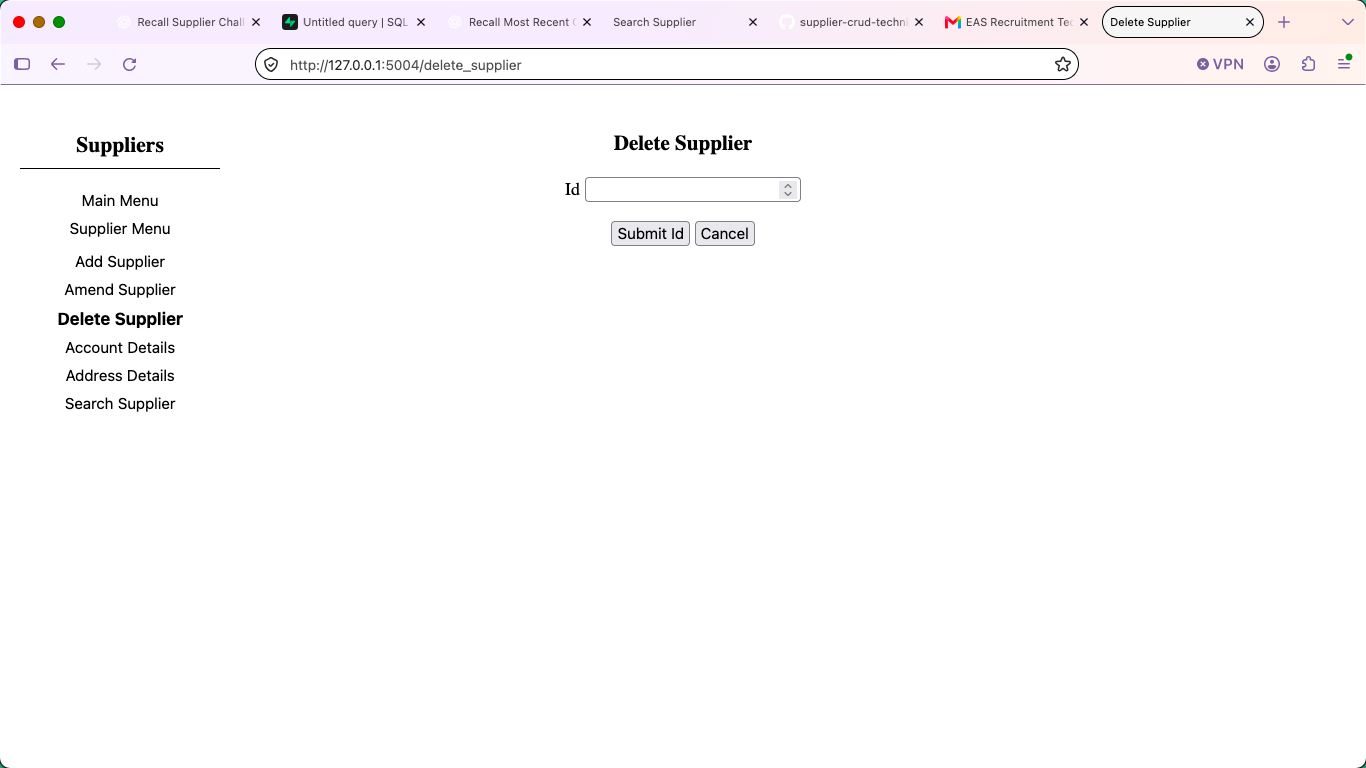 Recall Supplier Chall
Untitled query | SQL
Recall Most Recent
Search Supplier
supplier-crud-techni
EAS Recruitment Tec
Delete Supplier
http://127.0.0.1:5004/delete_supplier
VPN
Suppliers
Main Menu
Supplier Menu
Add Supplier
Amend Supplier
Delete Supplier
Account Details
Address Details
Search Supplier
Delete Supplier
Id
Submit Id Cancel